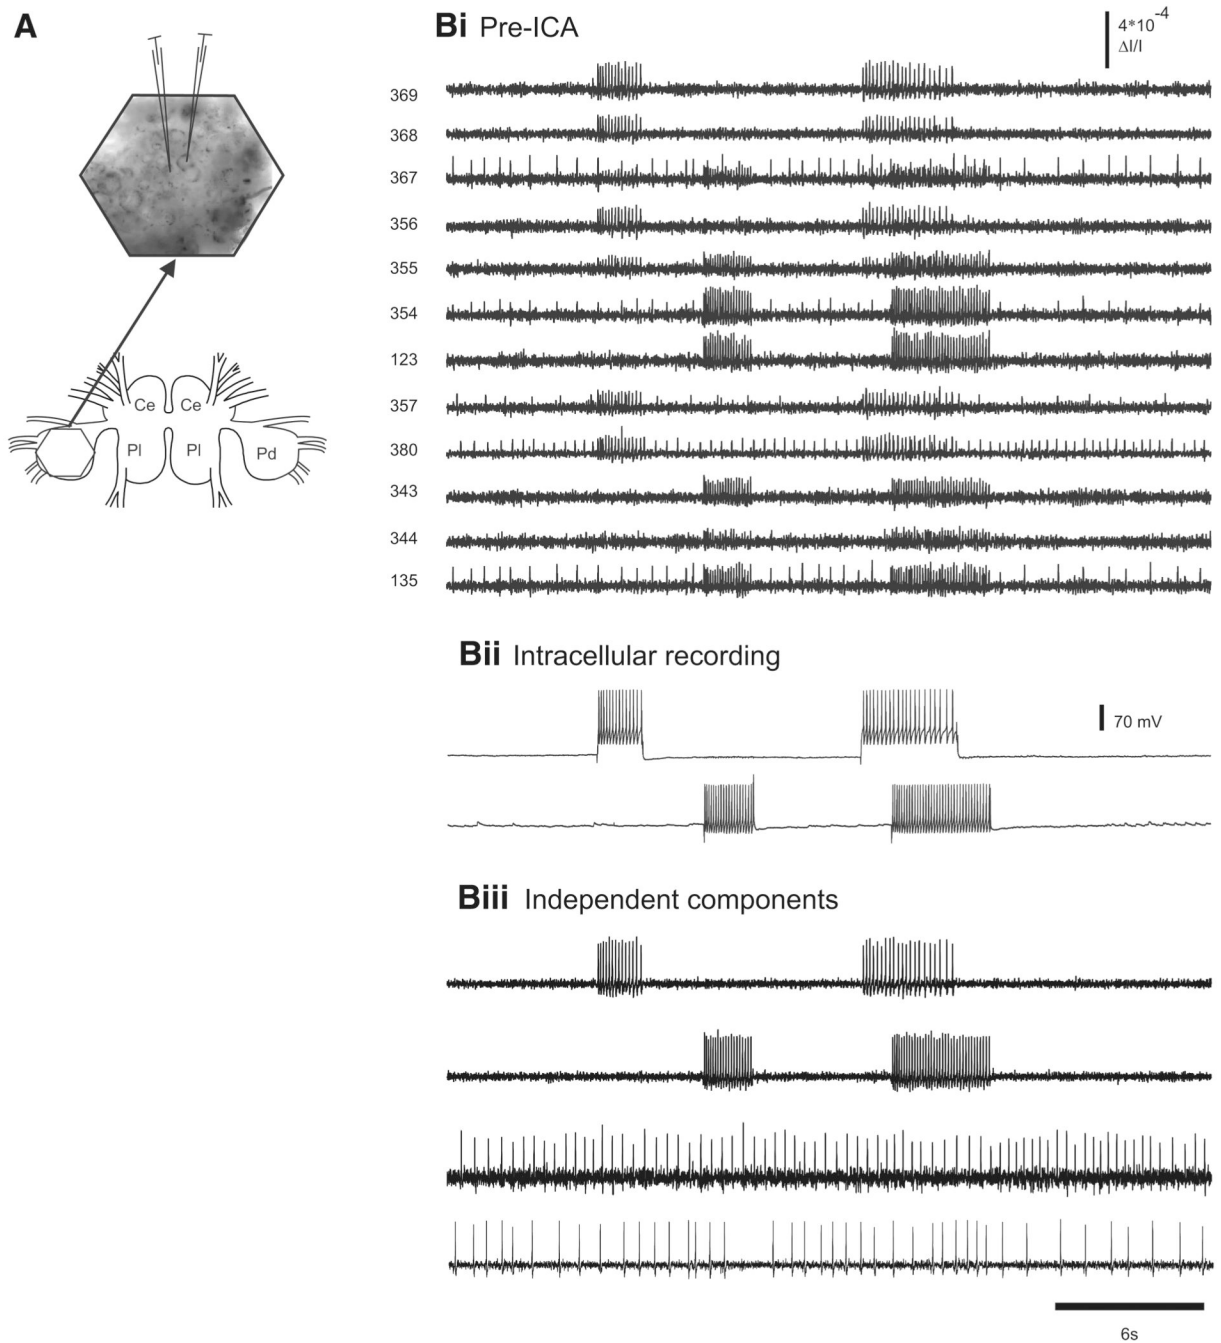 A
Bi Pre-ICA
4*10-4
ΔI/I
369
368
367
356
355
354
123
357
380
343
344
135
Ce Ce
Pl Pl Pd
Bii Intracellular recording
70 mV
Biii Independent components
6s